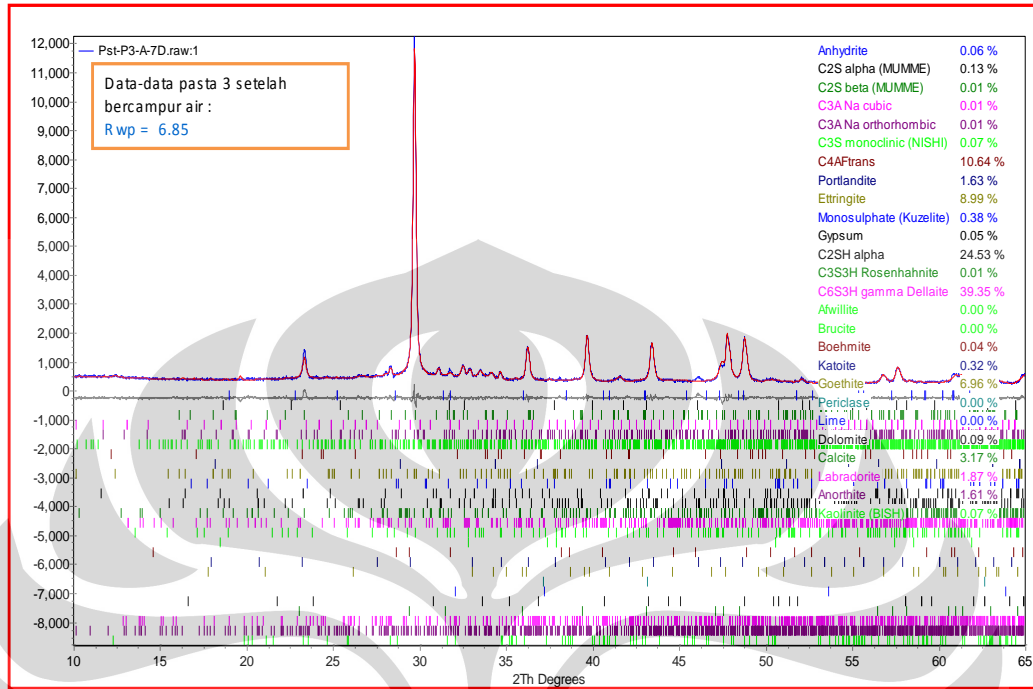 Pst-P3-A-7D.raw:1
Data-data pasta 3 setelah
bercampur air :
Rwp = 6.85
Anhydrite 0.06 %
C2S alpha (MUMME) 0.13 %
C2S beta (MUMME) 0.01 %
C3A Na cubic 0.01 %
C3A Na orthorhombic 0.01 %
C3S monoclinic (NISHI) 0.07 %
C4AFtrans 10.64 %
Portlandite 1.63 %
Ettringite 8.99 %
Monosulphate (Kuzelite) 0.38 %
Gypsum 0.05 %
C2SH alpha 24.53 %
C3S3H Rosenhahnite 0.01 %
C6S3H gamma Dellaite 39.35 %
Afwillite 0.00 %
Brucite 0.00 %
Boehmite 0.04 %
Katoite 0.32 %
Goethite 6.96 %
Periclase 0.00 %
Lime 0.00 %
Dolomite 0.09 %
Calcite 3.17 %
Labradorite 1.87 %
Anorthite 1.61 %
Kaolinite (BISH) 0.07 %
12,000
11,000
10,000
9,000
8,000
7,000
6,000
5,000
4,000
3,000
2,000
1,000
0
-1,000
-2,000
-3,000
-4,000
-5,000
-6,000
-7,000
-8,000
10 15 20 25 30 35 40 45 50 55 60 65
2Th Degrees